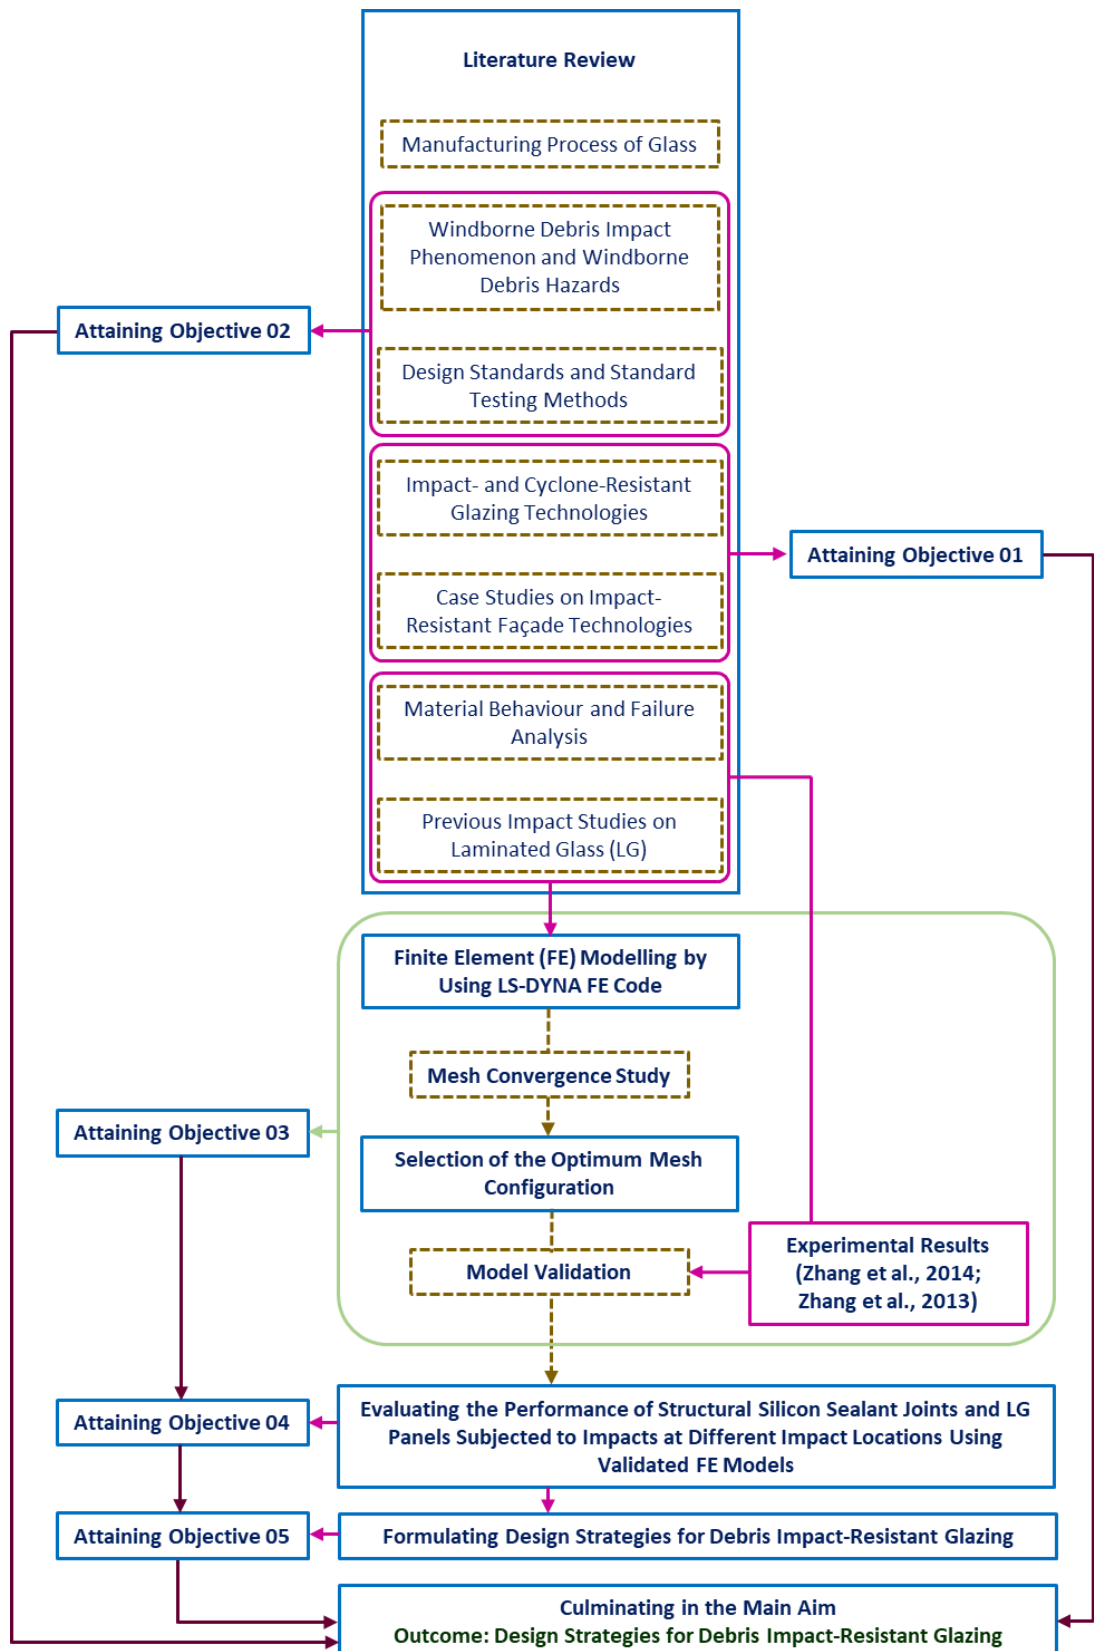 Literature Review
Manufacturing Process of Glass
Windborne Debris Impact
Phenomenon and Windborne
Debris Hazards
Attaining Objective 02
Design Standards and Standard
Testing Methods
Impact- and Cyclone-Resistant
Glazing Technologies
Attaining Objective 01
Case Studies on Impact-
Resistant Façade Technologies
Material Behaviour and Failure
Analysis
Previous Impact Studies on
Laminated Glass (LG)
Finite Element (FE) Modelling by
Using LS-DYNA FE Code
Mesh Convergence Study
Attaining Objective 03
Selection of the Optimum Mesh
Configuration
Model Validation
Experimental Results
(Zhang et al., 2014;
Zhang et al., 2013)
Attaining Objective 04
Evaluating the Performance of Structural Silicon Sealant Joints and LG
Panels Subjected to Impacts at Different Impact Locations Using
Validated FE Models
Attaining Objective 05
Formulating Design Strategies for Debris Impact-Resistant Glazing
Culminating in the Main Aim
Outcome: Design Strategies for Debris Impact-Resistant Glazing